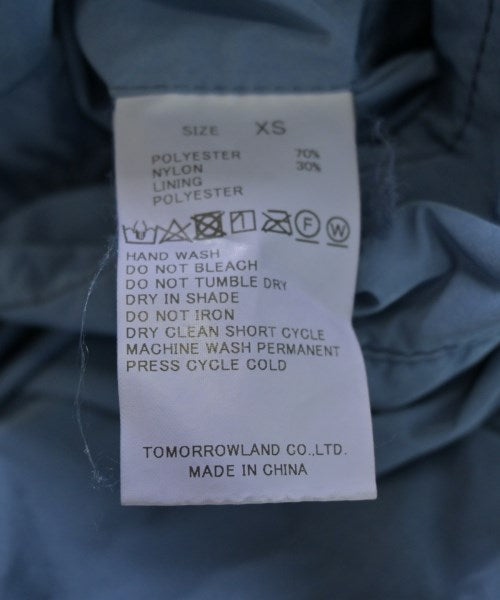 SIZE XS
POLYESTER 70%
NYLON 30%
LINING
POLYESTER
F W
HAND WASH
DO NOT BLEACH
DO NOT TUMBLE DRY
DRY IN SHADE
DO NOT IRON
DRY CLEAN SHORT CYCLE
MACHINE WASH PERMANENT
PRESS CYCLE COLD
TOMORROWLAND CO.,LTD.
MADE IN CHINA